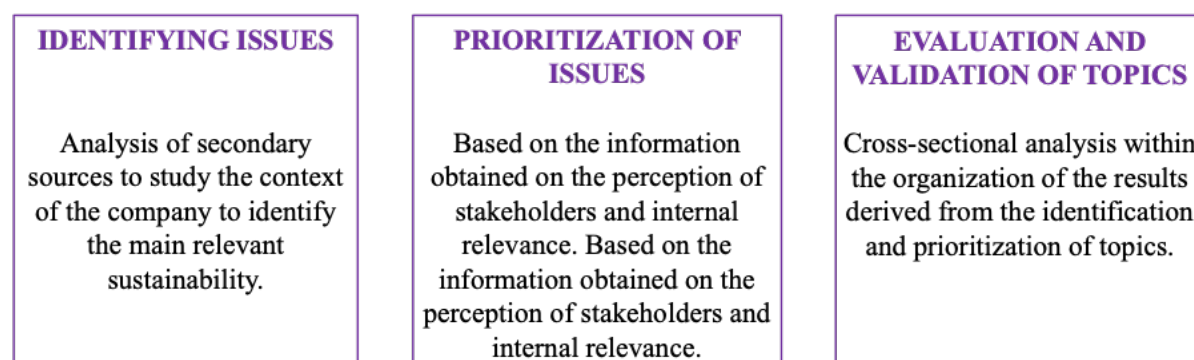 IDENTIFYING ISSUES
Analysis of secondary
sources to study the context
of the company to identify
the main relevant
sustainability.
PRIORITIZATION OF
ISSUES
Based on the information
obtained on the perception of
stakeholders and internal
relevance. Based on the
information obtained on the
perception of stakeholders and
internal relevance.
EVALUATION AND
VALIDATION OF TOPICS
Cross-sectional analysis within
the organization of the results
derived from the identification
and prioritization of topics.